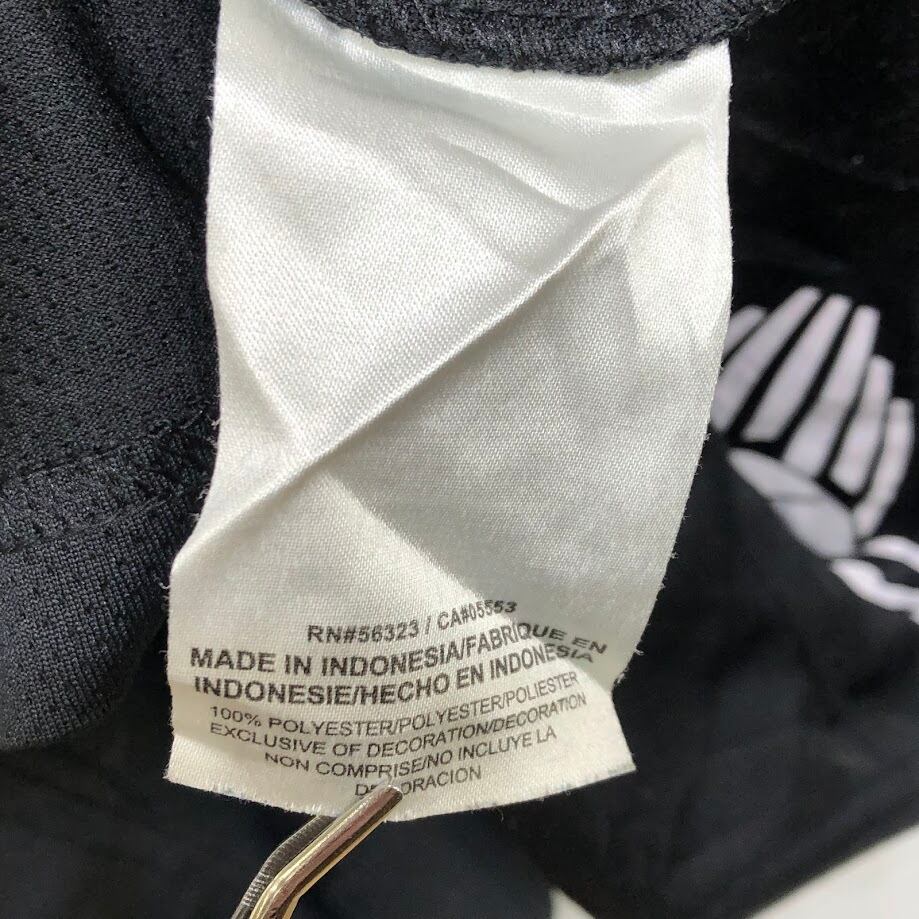 RN#56323 / CA#05553
MADE IN INDONESIA/FABRIQUE EN
INDONESIE/HECHO EN INDONESIA
100% POLYESTER/POLYESTER/POLIESTER
EXCLUSIVE OF DECORATION/DECORATION
NON COMPRISE/NO INCLUYE LA